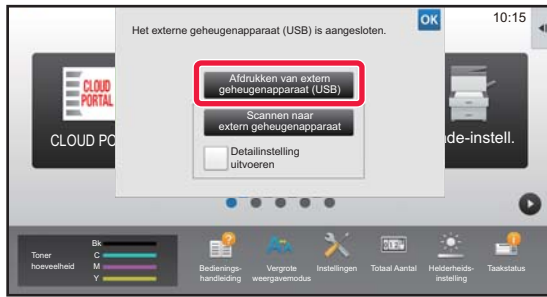 Het externe geheugenapparaat (USB) is aangesloten.
OK
10:15
Afdrukken van extern
geheugenapparaat (USB)
Scannen naar
extern geheugenapparaat
Detailinstelling
uitvoeren
CLOUD
PORTAL
CLOUD PO
de-instell.
Toner
hoeveelheid
Bk
C
M
Y
Bedienings-
handleiding
Vergrote
weergavemodus
Instellingen
Totaal Aantal
Helderheids-
instelling
Taakstatus